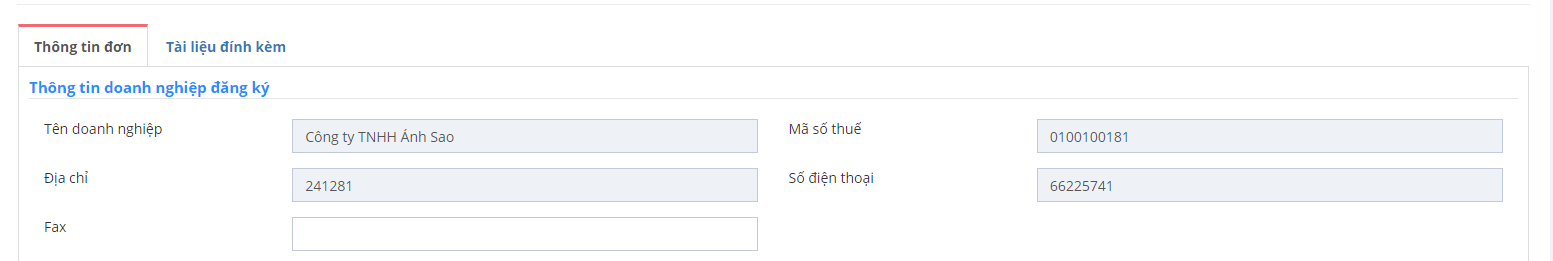 Thông tin đơn Tài liệu đính kèm
Thông tin doanh nghiệp đăng ký
Tên doanh nghiệp Công ty TNHH Ánh Sao Mã số thuế 0100100181
Địa chỉ 241281 Số điện thoại 66225741
Fax